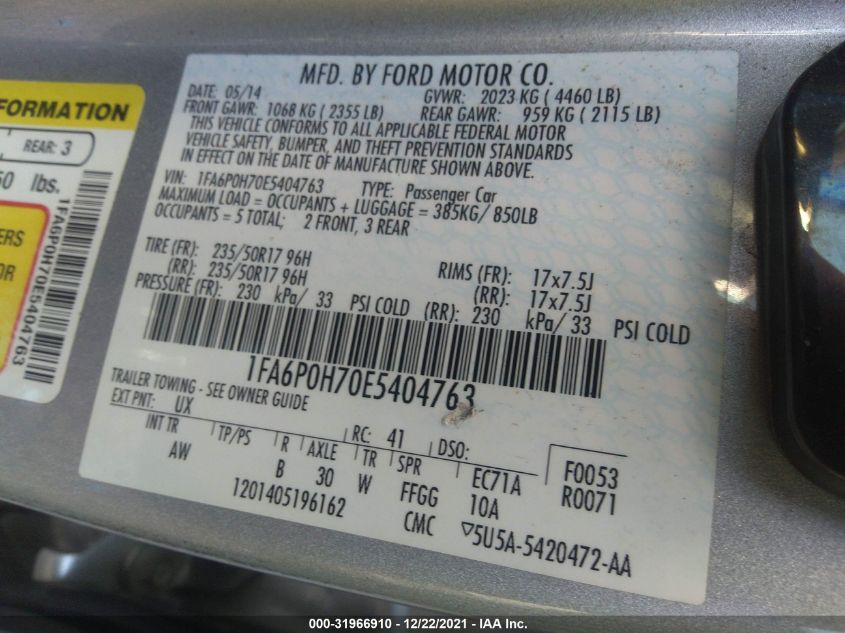 MFD. BY FORD MOTOR CO.
DATE: 05/14 GVWR: 2023 KG ( 4460 LB)
FRONT GAWR: 1068 KG ( 2355 LB) REAR GAWR: 959 KG ( 2115 LB)
THIS VEHICLE CONFORMS TO ALL APPLICABLE FEDERAL MOTOR
VEHICLE SAFETY, BUMPER, AND THEFT PREVENTION STANDARDS
IN EFFECT ON THE DATE OF MANUFACTURE SHOWN ABOVE.
VIN: 1FA6P0H70E5404763 TYPE: Passenger Car
MAXIMUM LOAD = OCCUPANTS + LUGGAGE = 385KG/ 850LB
OCCUPANTS = 5 TOTAL; 2 FRONT, 3 REAR
TIRE (FR): 235/50R17 96H RIMS (FR): 17x7.5J
(RR): 235/50R17 96H (RR): 17x7.5J
PRESSURE (FR): 230 kPa/ 33 PSI COLD (RR): 230 kPa/ 33 PSI COLD
1FA6P0H70E5404763
TRAILER TOWING - SEE OWNER GUIDE
EXT PNT: UX RC: 41 DSO: F0053
INT TR TP/PS R AXLE TR SPR EC71A R0071
AW B 30 W FFGG 10A
1201405196162 CMC ▽5U5A-5420472-AA
FORMATION
REAR: 3
50 lbs.
ERS
OR
1FA6P0H70E5404763
000-31966910 - 12/22/2021 - IAA Inc.